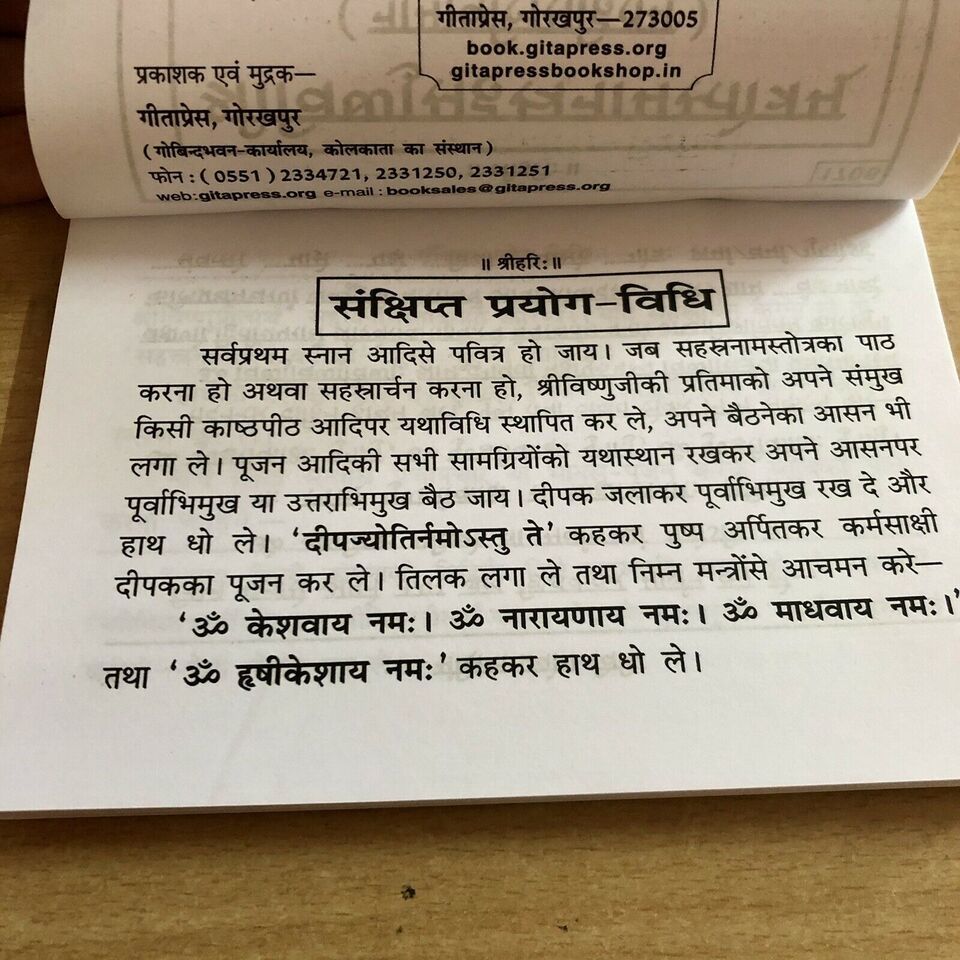 गीताप्रेस, गोरखपुर—273005
book.gitapress.org
gitapressbookshop.in
प्रकाशक एवं मुद्रक—
गीताप्रेस, गोरखपुर
(गोबिन्दभवन-कार्यालय, कोलकाता का संस्थान)
फोन : ( 0551 ) 2334721, 2331250, 2331251
web:gitapress.org e-mail : booksales@gitapress.org
॥ श्रीहरि: ॥
संक्षिप्त प्रयोग-विधि
सर्वप्रथम स्नान आदिसे पवित्र हो जाय। जब सहस्रनामस्तोत्रका पाठ
करना हो अथवा सहस्रार्चन करना हो, श्रीविष्णुजीकी प्रतिमाको अपने संमुख
किसी काष्ठपीठ आदिपर यथाविधि स्थापित कर ले, अपने बैठनेका आसन भी
लगा ले। पूजन आदिकी सभी सामग्रियोंको यथास्थान रखकर अपने आसनपर
पूर्वाभिमुख या उत्तराभिमुख बैठ जाय। दीपक जलाकर पूर्वाभिमुख रख दे और
हाथ धो ले। 'दीपज्योतिर्नमोऽस्तु ते' कहकर पुष्प अर्पितकर कर्मसाक्षी
दीपकका पूजन कर ले। तिलक लगा ले तथा निम्न मन्त्रोंसे आचमन करे—
'ॐ केशवाय नमः। ॐ नारायणाय नमः। ॐ माधवाय नमः।'
तथा 'ॐ हृषीकेशाय नमः' कहकर हाथ धो ले।